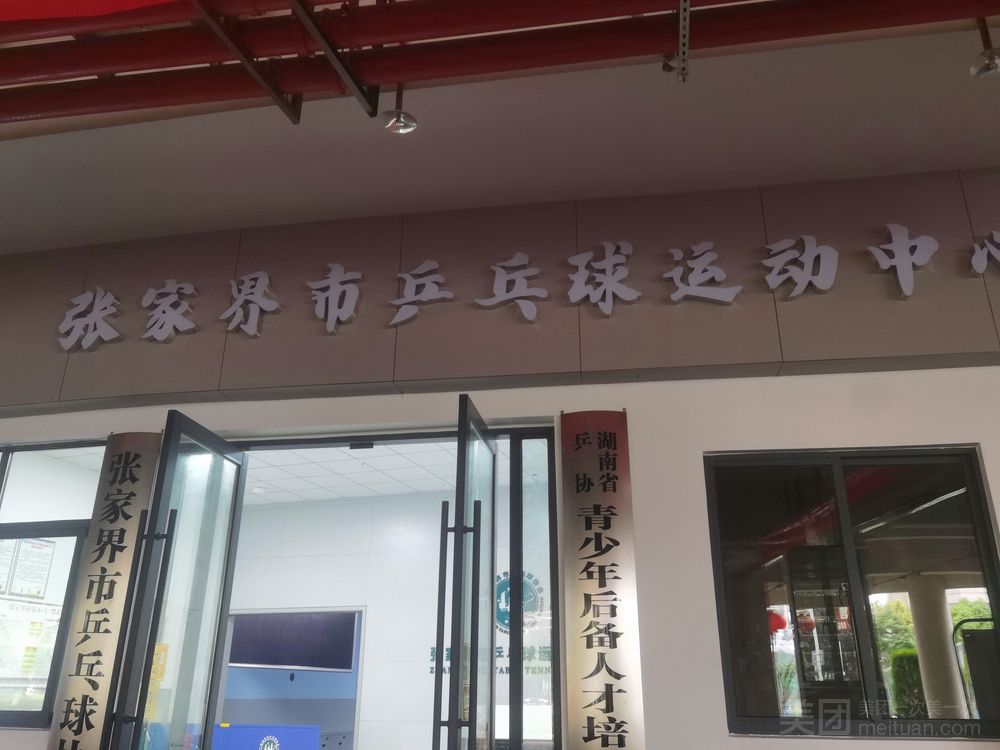 张家界市乒乓球运动中心
张家界市乒乓球
湖南省
乒协
青少年后备人才培
美团
meituan.com